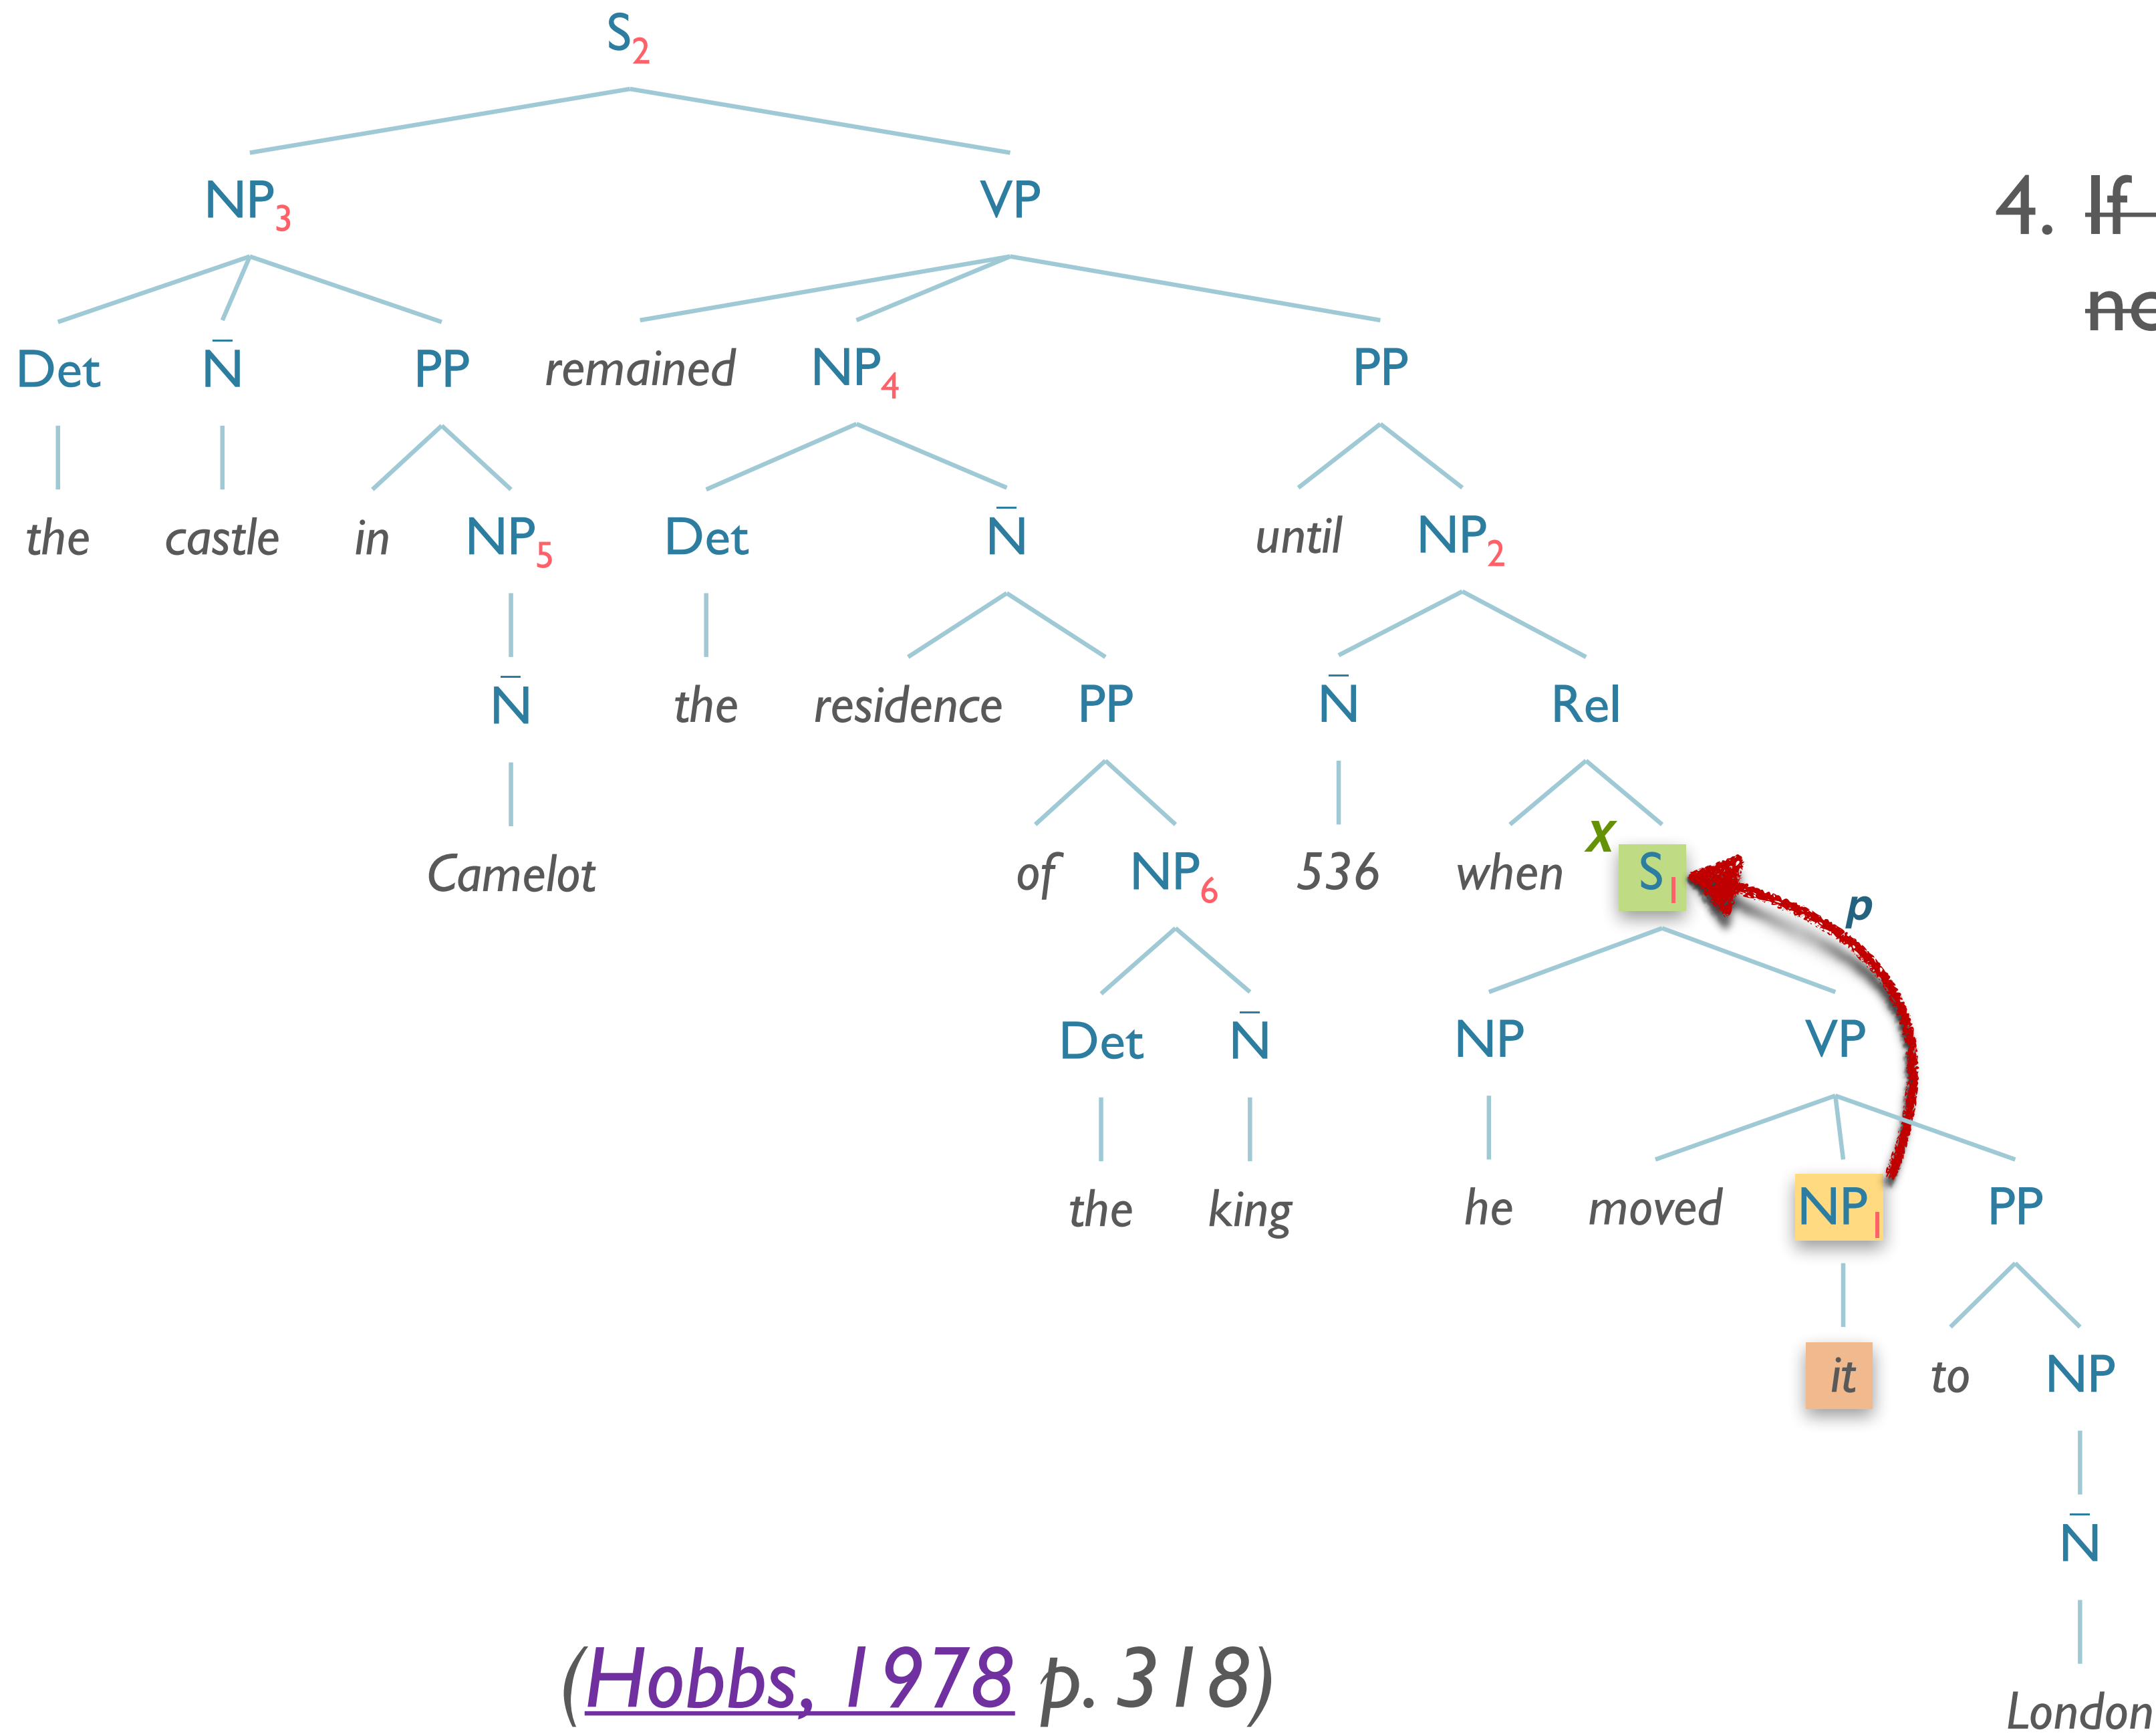 S2
NP3 VP
4. If
ne
Det N̄ PP remained NP4 PP
the castle in NP5 Det N̄ until NP2
N̄ the residence PP N̄ Rel
Camelot of NP6 536 when X S1 p
Det N̄ NP VP
the king he moved NP1 PP
it to NP
N̄
(Hobbs, 1978 p. 318)
London